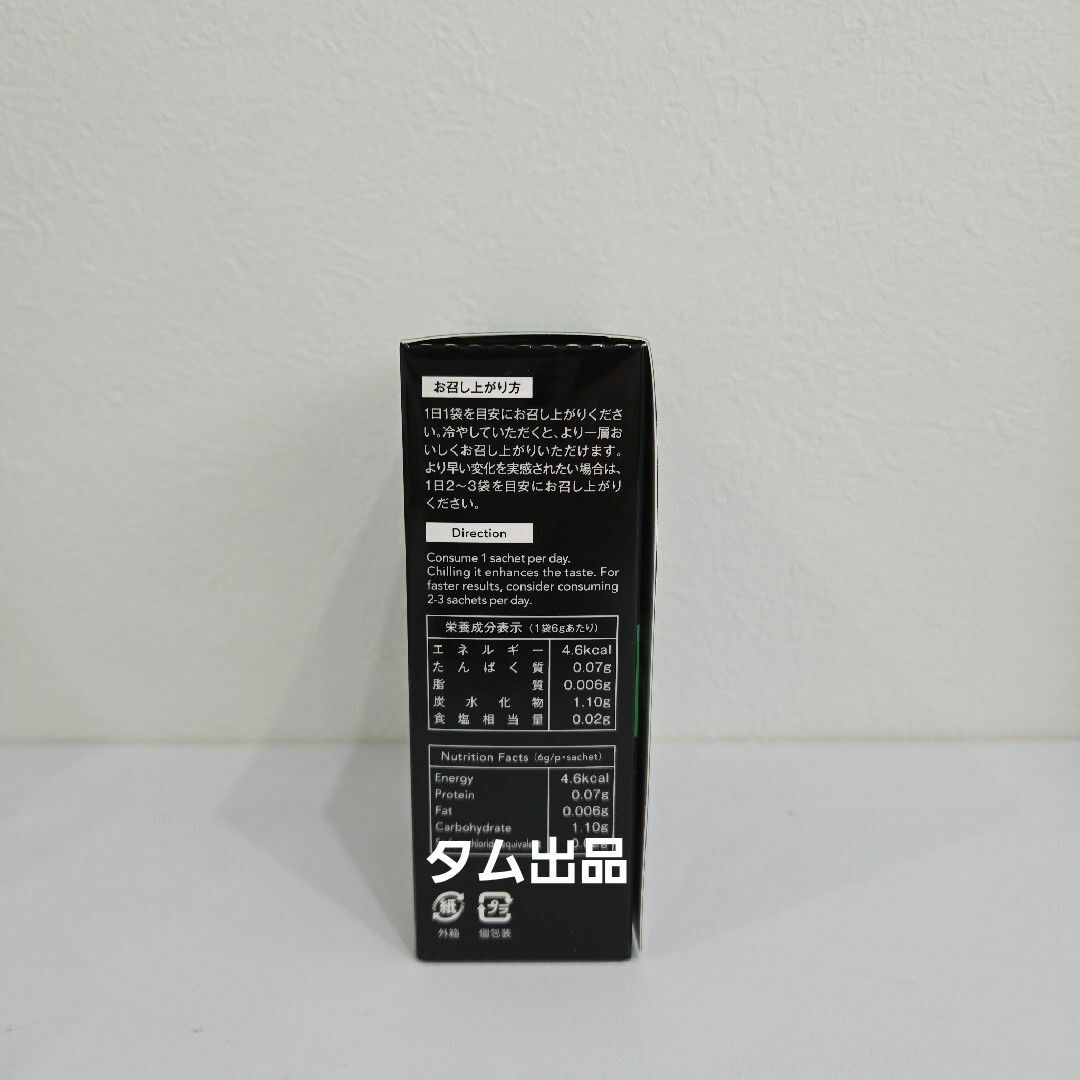 お召し上がり方
1日1袋を目安にお召し上がりくださ
い。冷やしていただくと、より一層お
いしくお召し上がりいただけます。
より早い変化を実感されたい場合は、
1日2〜3袋を目安にお召し上がり
ください。
Direction
Consume 1 sachet per day.
Chilling it enhances the taste. For
faster results, consider consuming
2-3 sachets per day.
栄養成分表示（1袋6gあたり）
エネルギー 4.6kcal
たんぱく質 0.07g
脂質 0.006g
炭水化物 1.10g
食塩相当量 0.02g
Nutrition Facts (6g/p・sachet)
Energy 4.6kcal
Protein 0.07g
Fat 0.006g
Carbohydrate 1.10g
equivalent 0.02g
タム出品
紙 プラ
外箱 個包装